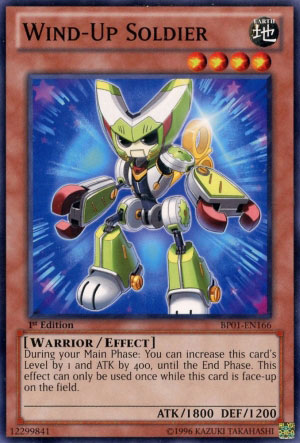 WIND-UP SOLDIER
EARTH
地
1st Edition
BP01-EN166
[WARRIOR/EFFECT]
During your Main Phase: You can increase this card's
Level by 1 and ATK by 400, until the End Phase. This
effect can only be used once while this card is face-up
on the field.
ATK/1800 DEF/1200
12299841
©1996 KAZUKI TAKAHASHI